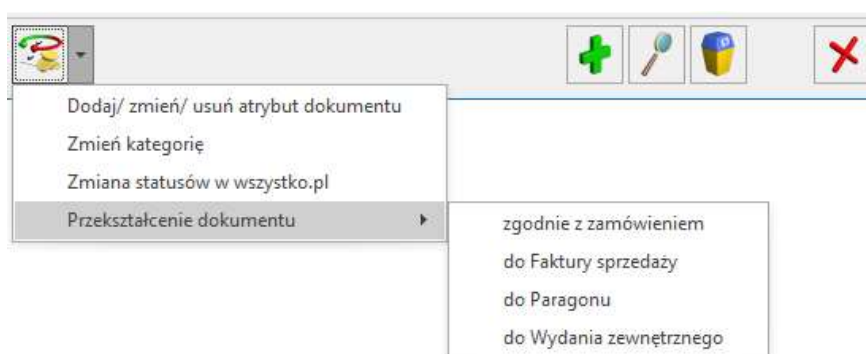 Dodaj/ zmień/ usuń atrybut dokumentu
Zmień kategorię
Zmiana statusów w wszystko.pl
Przekształcenie dokumentu
zgodnie z zamówieniem
do Faktury sprzedaży
do Paragonu
do Wydania zewnętrznego